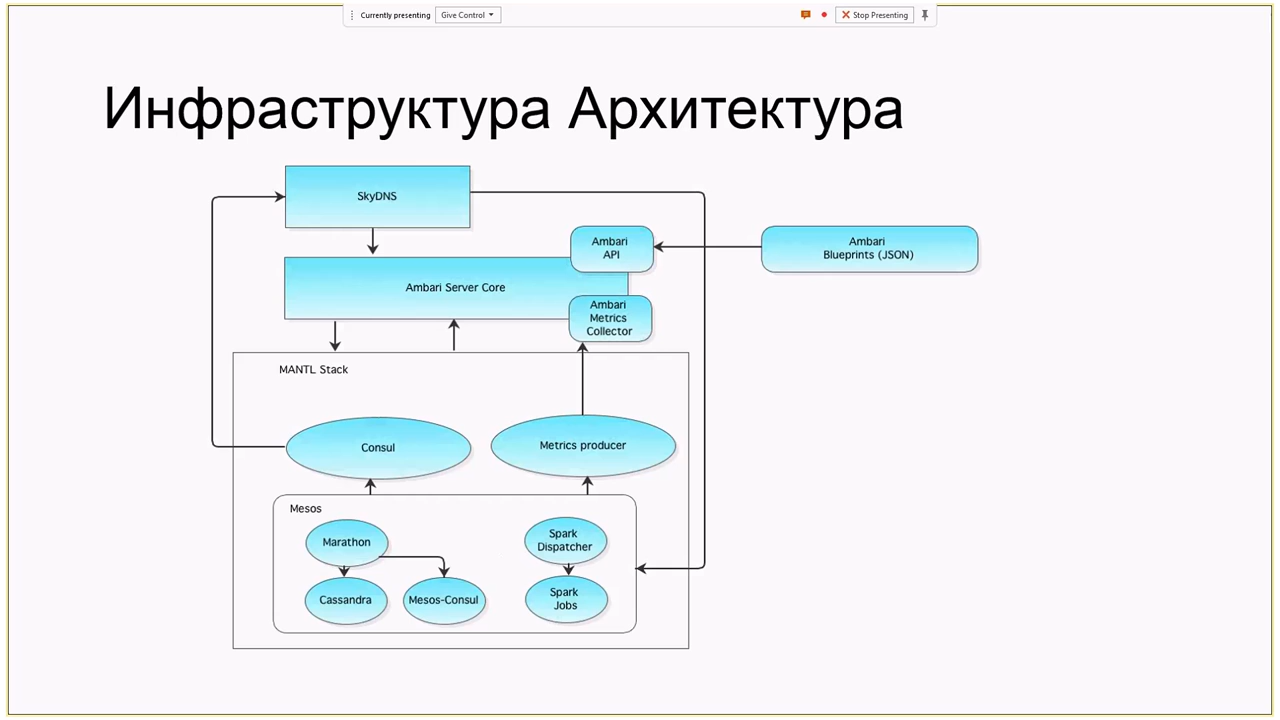 Currently presenting
Give Control
Stop Presenting
Инфраструктура Архитектура
SkyDNS
Ambari
API
Ambari
Blueprints (JSON)
Ambari Server Core
Ambari
Metrics
Collector
MANTL Stack
Consul
Metrics producer
Mesos
Marathon
Spark
Dispatcher
Cassandra
Mesos-Consul
Spark
Jobs